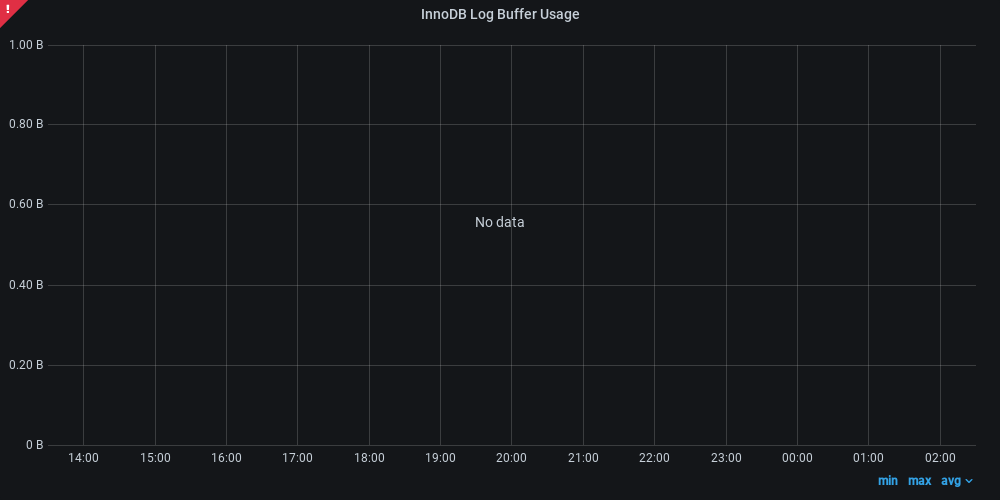 !
InnoDB Log Buffer Usage
1.00 B
0.80 B
0.60 B
No data
0.40 B
0.20 B
0 B
14:00 15:00 16:00 17:00 18:00 19:00 20:00 21:00 22:00 23:00 00:00 01:00 02:00
min max avg